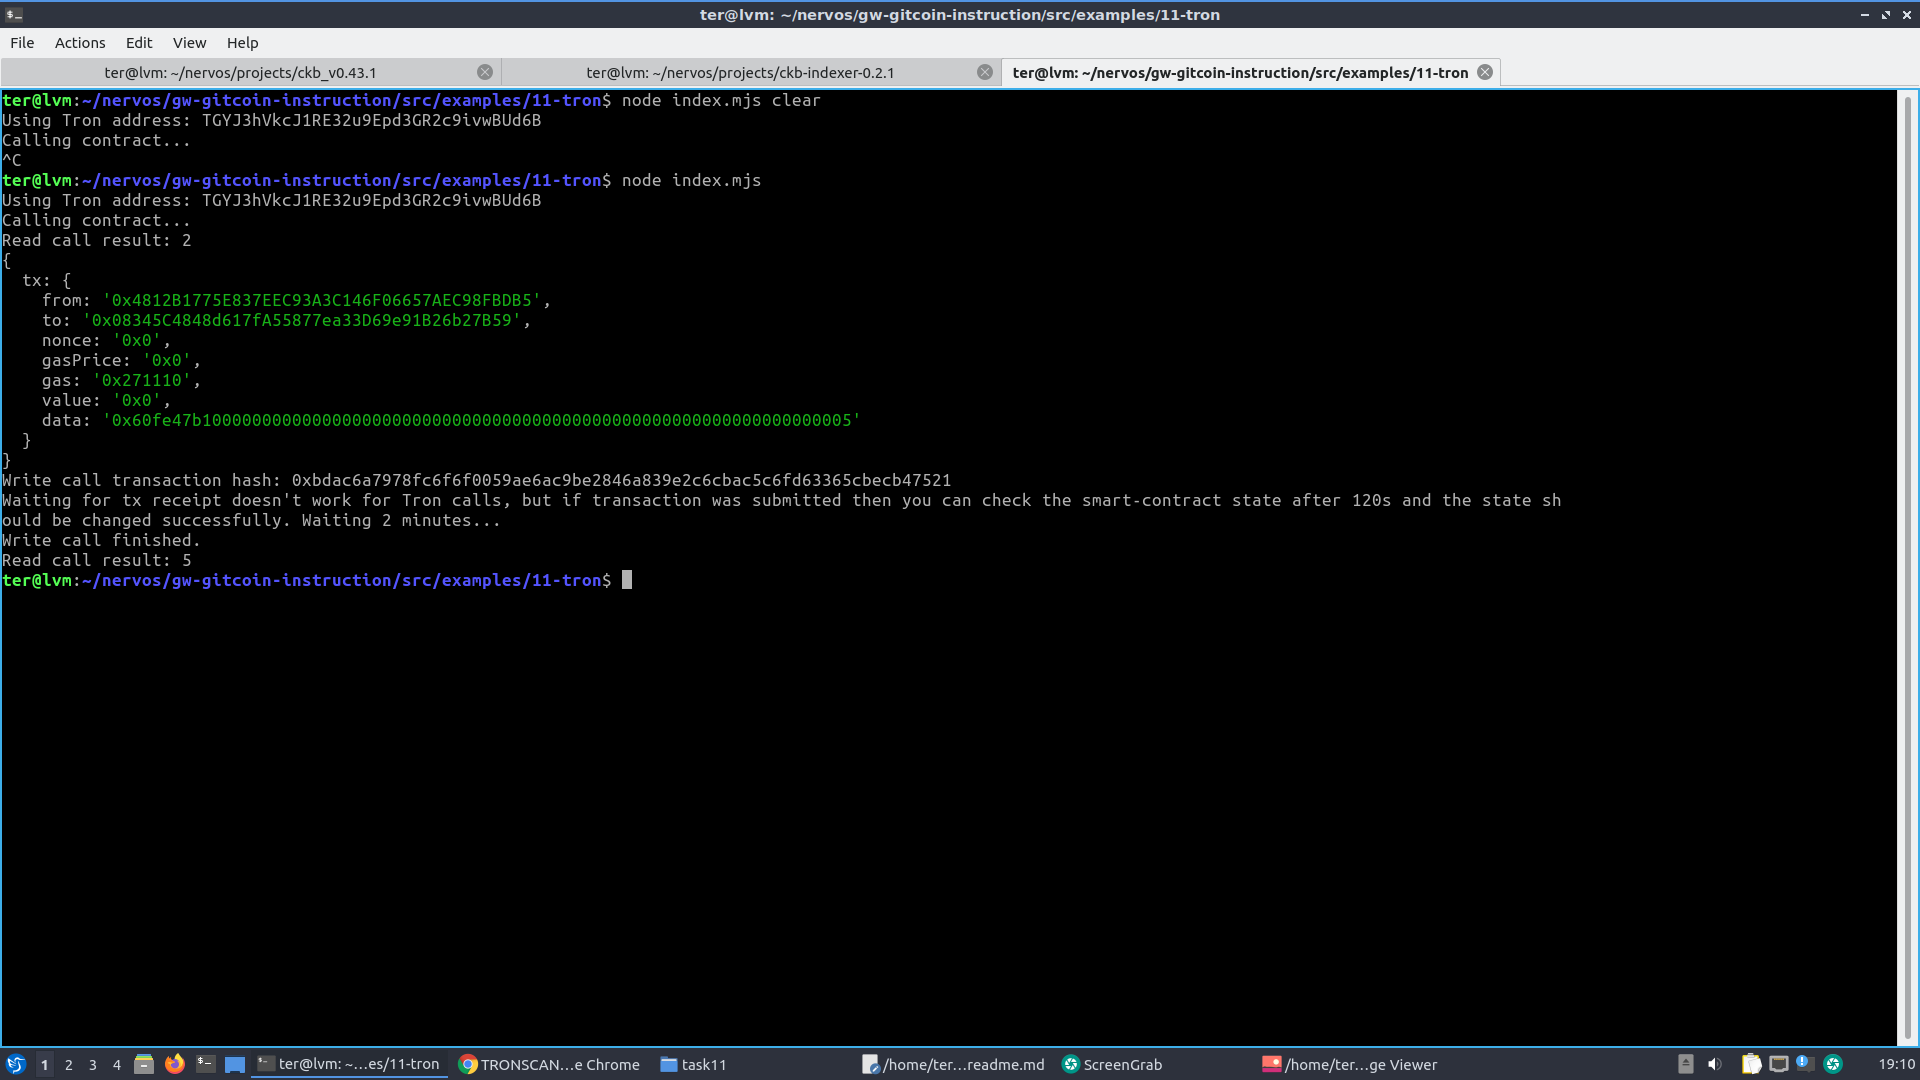 ter@lvm: ~/nervos/gw-gitcoin-instruction/src/examples/11-tron
File Actions Edit View Help
ter@lvm: ~/nervos/projects/ckb_v0.43.1 ter@lvm: ~/nervos/projects/ckb-indexer-0.2.1 ter@lvm: ~/nervos/gw-gitcoin-instruction/src/examples/11-tron
ter@lvm:~/nervos/gw-gitcoin-instruction/src/examples/11-tron$ node index.mjs clear
Using Tron address: TGYJ3hVkcJ1RE32u9Epd3GR2c9ivwBUd6B
Calling contract...
^C
ter@lvm:~/nervos/gw-gitcoin-instruction/src/examples/11-tron$ node index.mjs
Using Tron address: TGYJ3hVkcJ1RE32u9Epd3GR2c9ivwBUd6B
Calling contract...
Read call result: 2
{
  tx: {
    from: '0x4812B1775E837EEC93A3C146F06657AEC98FBDB5',
    to: '0x08345C4848d617fA55877ea33D69e91B26b27B59',
    nonce: '0x0',
    gasPrice: '0x0',
    gas: '0x271110',
    value: '0x0',
    data: '0x60fe47b10000000000000000000000000000000000000000000000000000000000000005'
  }
}
Write call transaction hash: 0xbdac6a7978fc6f6f0059ae6ac9be2846a839e2c6cbac5c6fd63365cbecb47521
Waiting for tx receipt doesn't work for Tron calls, but if transaction was submitted then you can check the smart-contract state after 120s and the state sh
ould be changed successfully. Waiting 2 minutes...
Write call finished.
Read call result: 5
ter@lvm:~/nervos/gw-gitcoin-instruction/src/examples/11-tron$
1 2 3 4 ter@lvm: ~...es/11-tron TRONSCAN...e Chrome task11 /home/ter...readme.md ScreenGrab /home/ter...ge Viewer 19:10